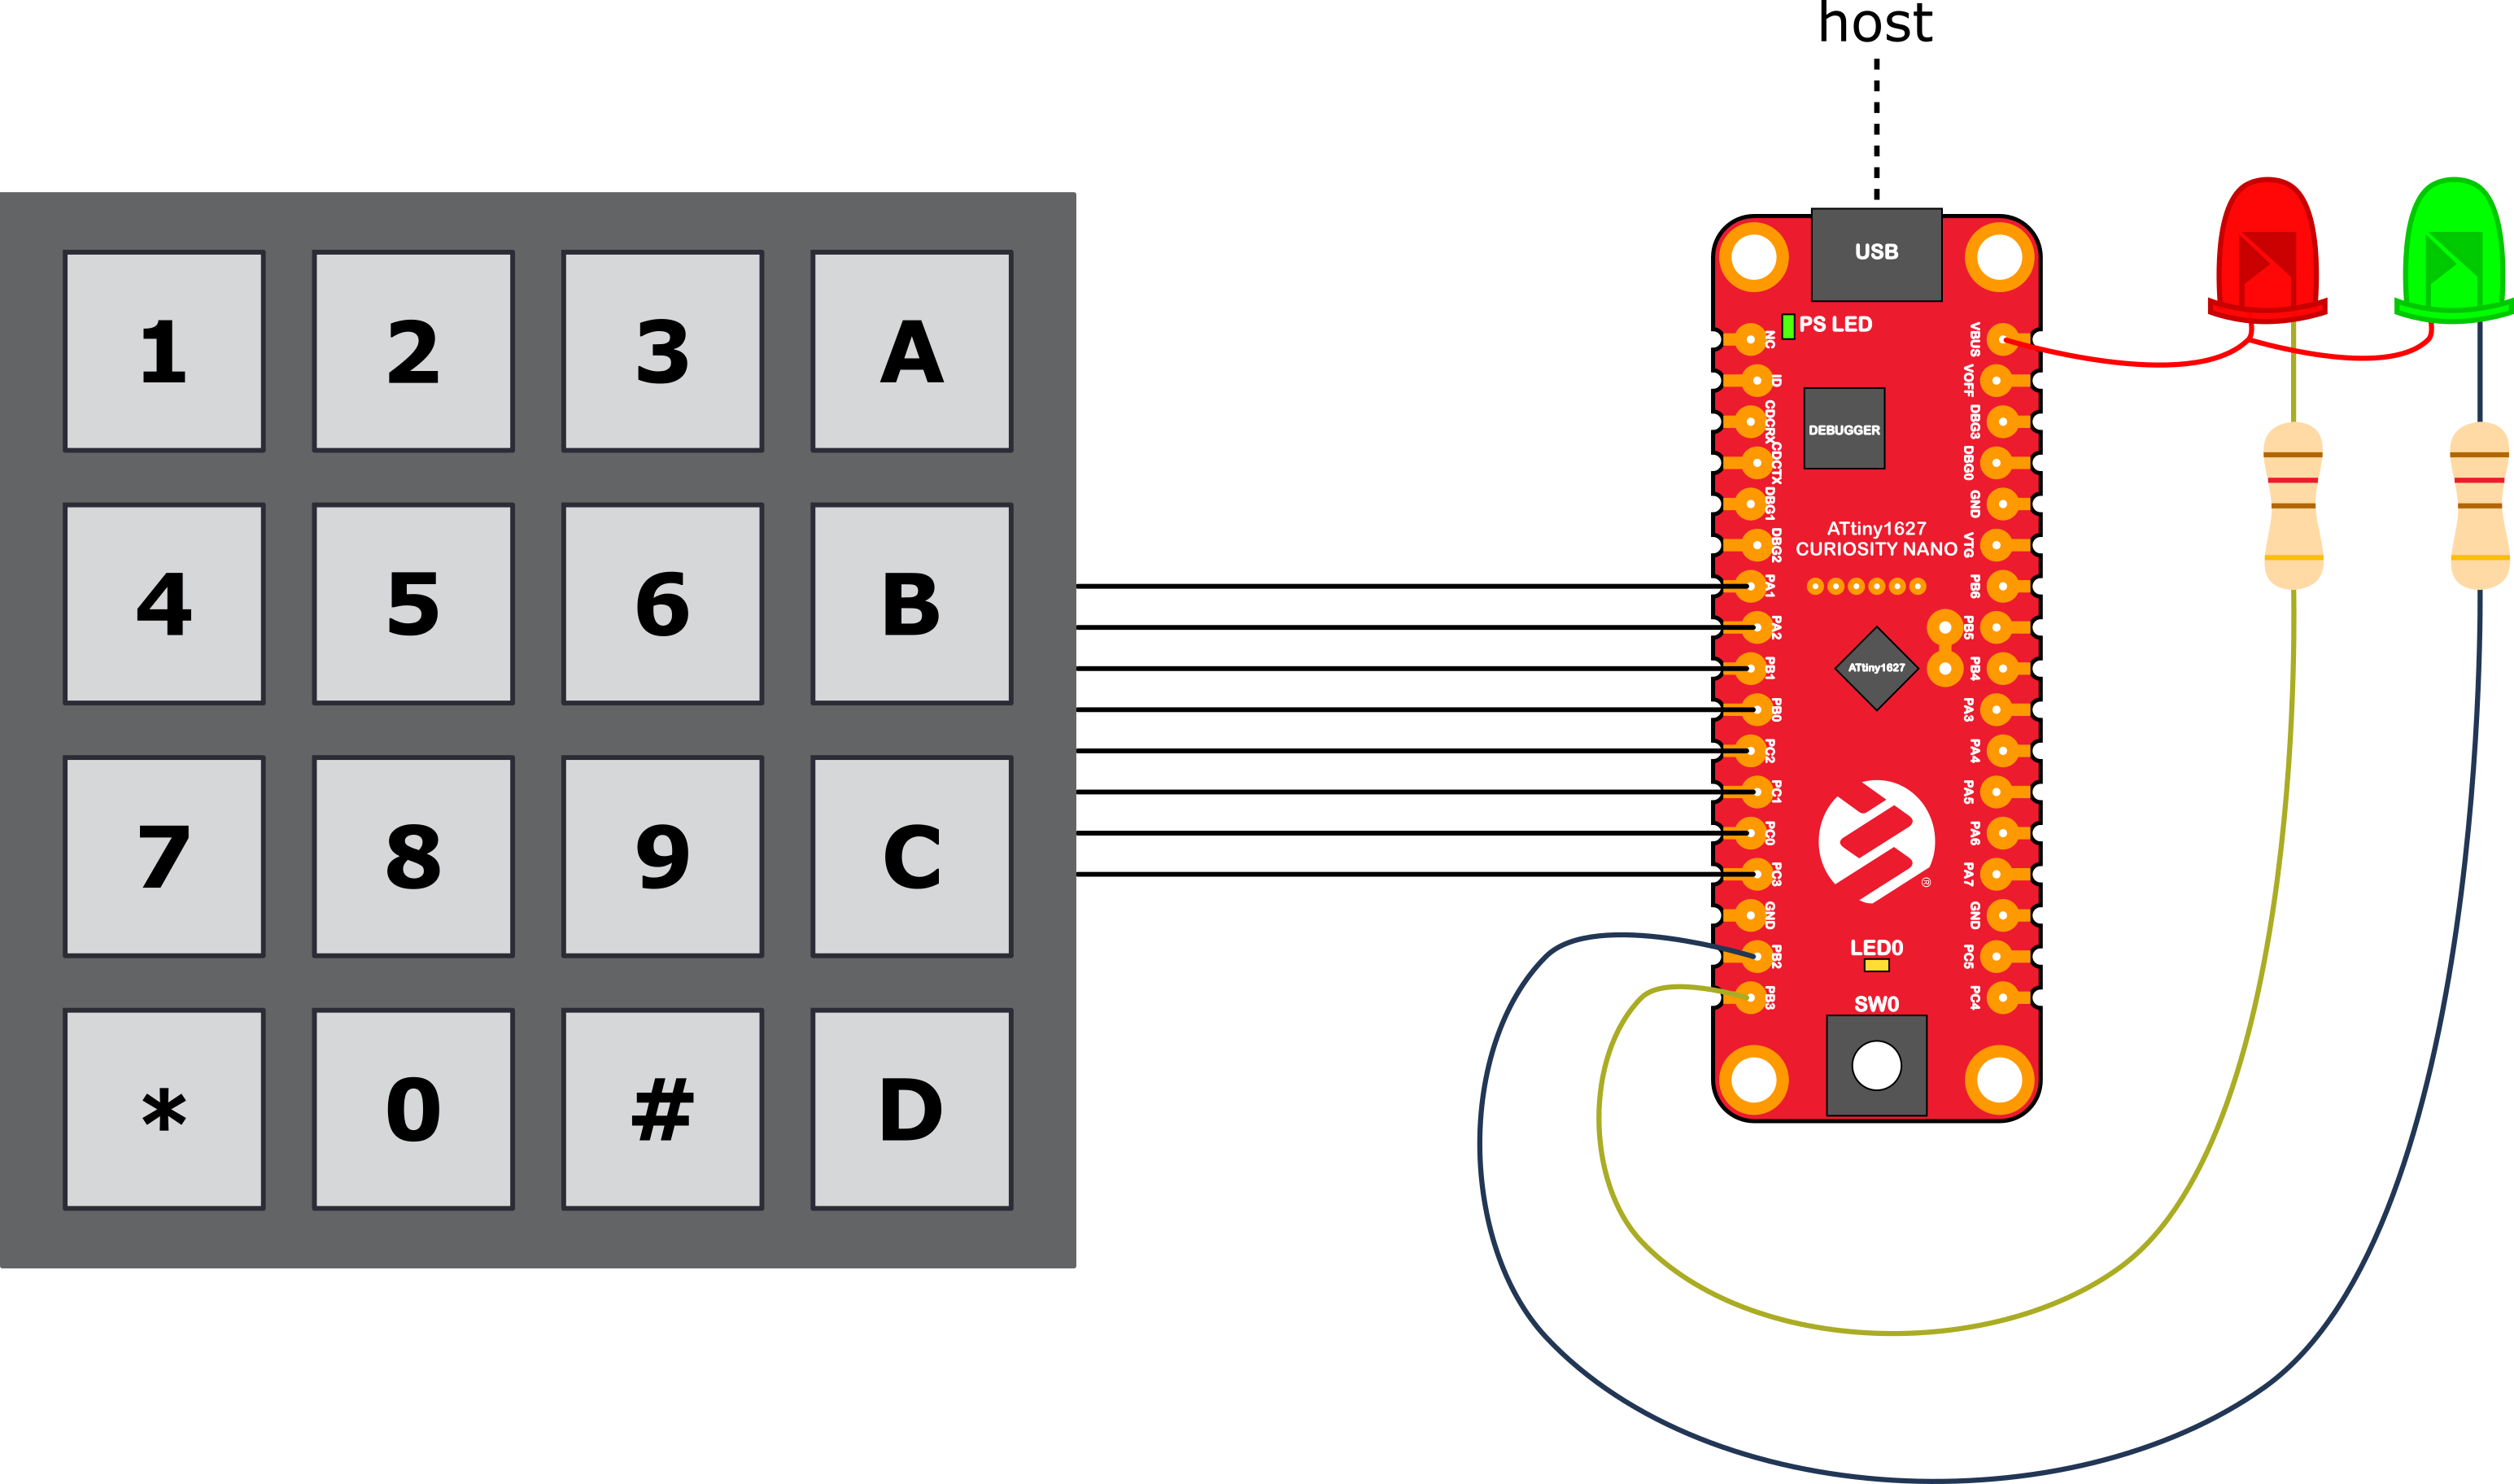 host
1 2 3 A
4 5 6 B
7 8 9 C
* 0 # D
USB
PS LED
DEBUGGER
ATtiny1627
CURIOSITY NANO
ATtiny1627
®
LED0
SW0
NC
ID
CDCRX
CDCTX
DBG1
DBG2
PA1
PA2
PB1
PB0
PC2
PC1
PC0
PC3
GND
PB2
PB3
VBUS
VOFF
DBG3
DBG0
GND
VTG
PB6
PB5
PB4
PA3
PA4
PA5
PA6
PA7
GND
PC5
PC4